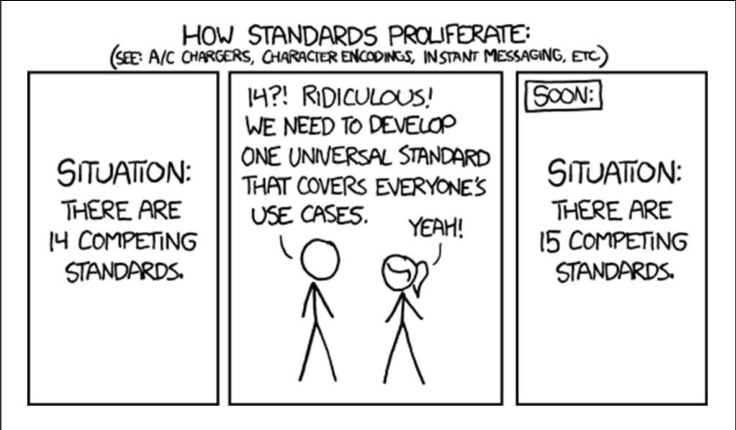 HOW STANDARDS PROLIFERATE:
(SEE: A/C CHARGERS, CHARACTER ENCODINGS, INSTANT MESSAGING, ETC.)
SITUATION:
THERE ARE
14 COMPETING
STANDARDS.
14?! RIDICULOUS!
WE NEED TO DEVELOP
ONE UNIVERSAL STANDARD
THAT COVERS EVERYONE'S
USE CASES.
YEAH!
SOON:
SITUATION:
THERE ARE
15 COMPETING
STANDARDS.